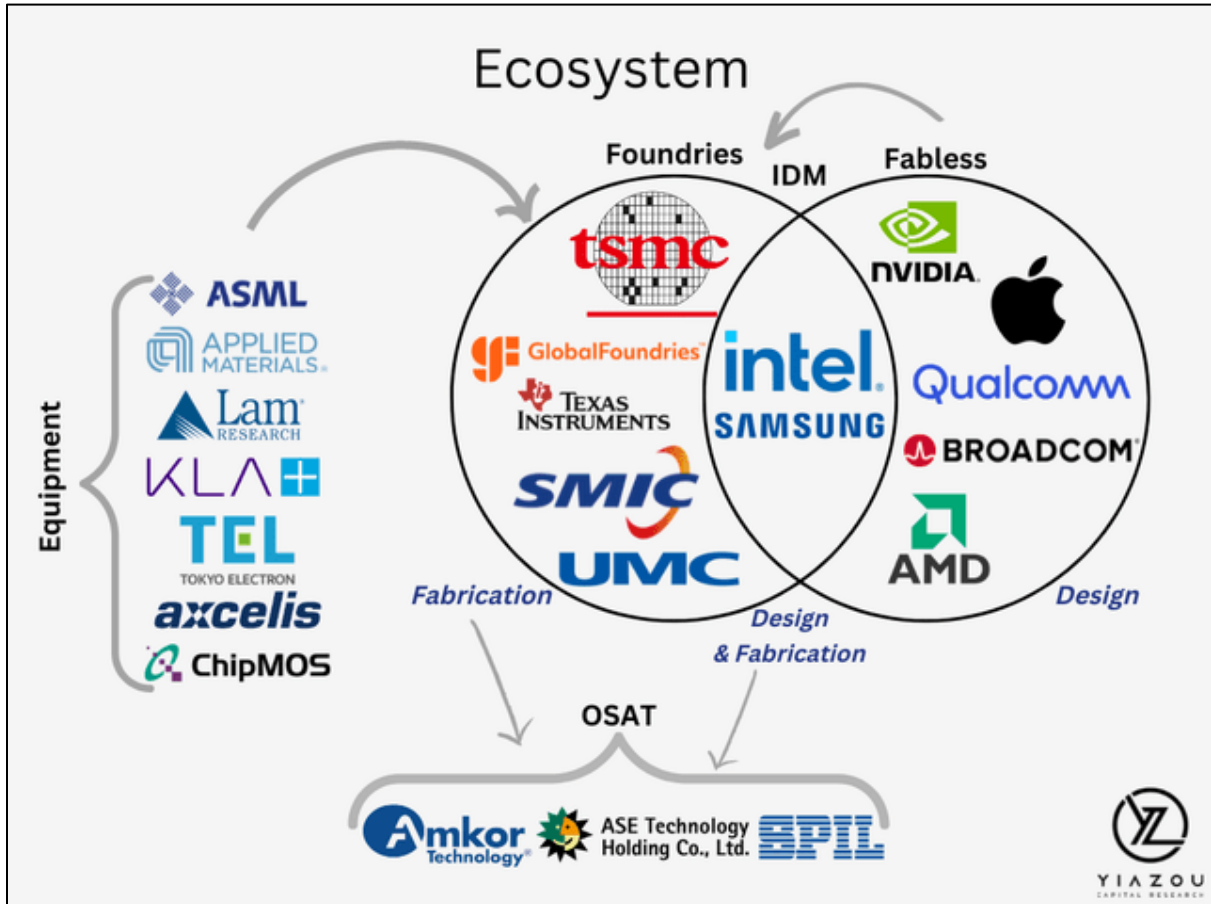 Ecosystem
Foundries
IDM
Fabless
tsmc
NVIDIA.
ASML
APPLIED
MATERIALS®
GlobalFoundries™
intel.
Qualcomm
Lam®
RESEARCH
TEXAS
INSTRUMENTS
SAMSUNG
BROADCOM®
Equipment
KLA
SMIC
TEL
TOKYO ELECTRON
UMC
AMD
axcelis
Fabrication
Design
& Fabrication
Design
ChipMOS
OSAT
Amkor
Technology®
ASE Technology
Holding Co., Ltd.
SPIL
YIAZOU
CAPITAL RESEARCH